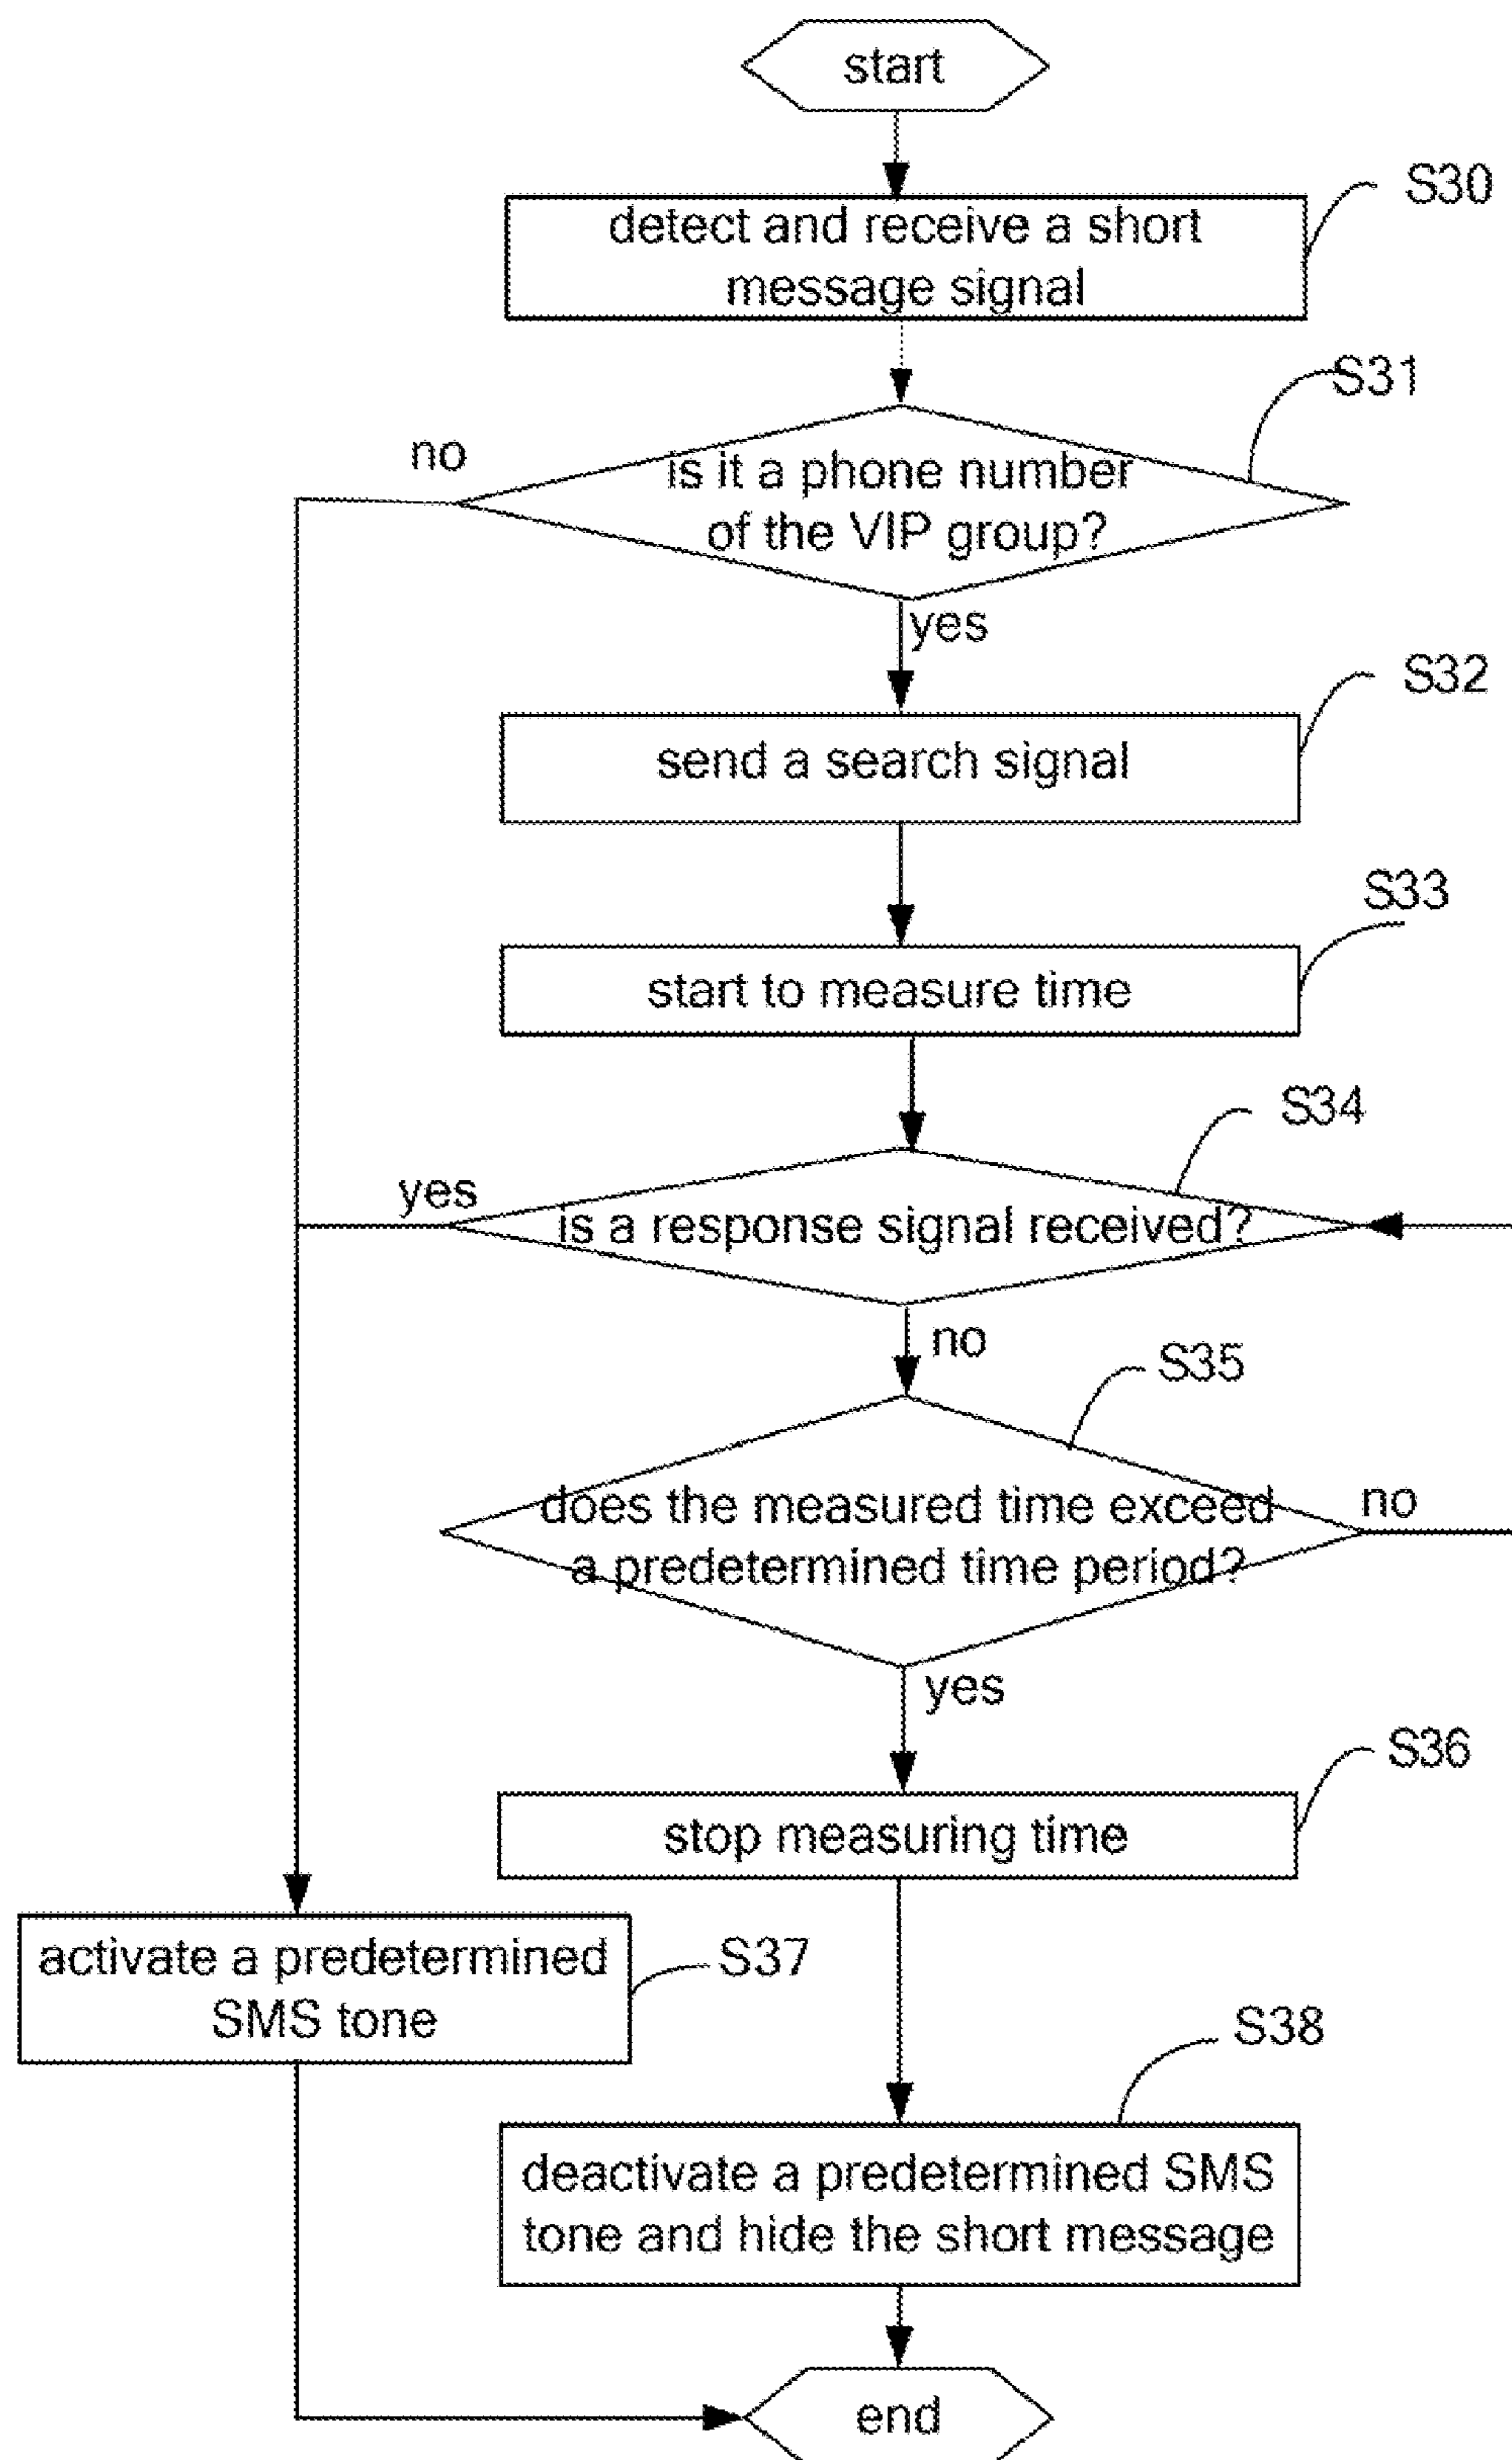 start
S30
detect and receive a short
message signal
S31
no
is it a phone number
of the VIP group?
yes
S32
send a search signal
S33
start to measure time
S34
yes
is a response signal received?
no
S35
does the measured time exceed
a predetermined time period?
no
yes
S36
stop measuring time
activate a predetermined
SMS tone
S37
S38
deactivate a predetermined SMS
tone and hide the short message
end